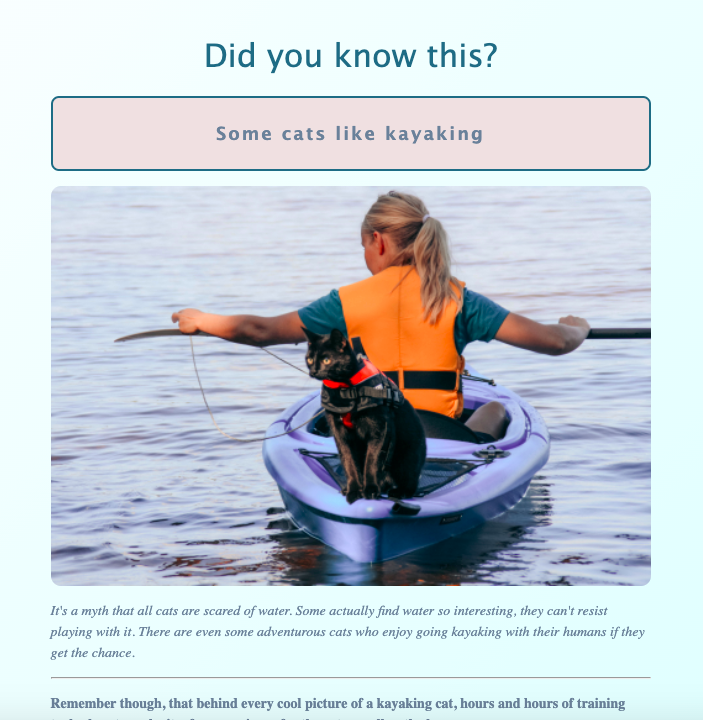 Did you know this?
Some cats like kayaking
It's a myth that all cats are scared of water. Some actually find water so interesting, they can't resist
playing with it. There are even some adventurous cats who enjoy going kayaking with their humans if they
get the chance.
Remember though, that behind every cool picture of a kayaking cat, hours and hours of training